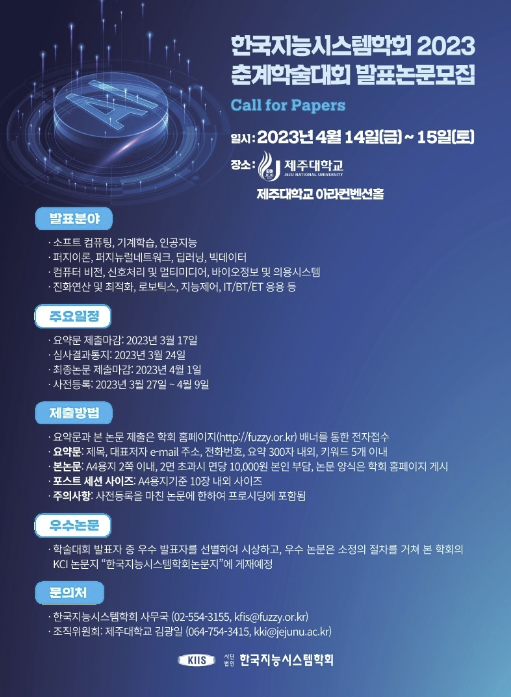 AI
한국지능시스템학회 2023
춘계학술대회 발표논문모집
Call for Papers
일시: 2023년 4월 14일(금) ~ 15일(토)
장소: 제주대학교
JEJU NATIONAL UNIVERSITY
제주대학교 아라컨벤션홀
발표분야
· 소프트 컴퓨팅, 기계학습, 인공지능
· 퍼지이론, 퍼지뉴럴네트워크, 딥러닝, 빅데이터
· 컴퓨터 비전, 신호처리 및 멀티미디어, 바이오정보 및 의용시스템
· 진화연산 및 최적화, 로보틱스, 지능제어, IT/BT/ET 응용 등
주요일정
· 요약문 제출마감: 2023년 3월 17일
· 심사결과통지: 2023년 3월 24일
· 최종논문 제출마감: 2023년 4월 1일
· 사전등록: 2023년 3월 27일 ~ 4월 9일
제출방법
· 요약문과 본 논문 제출은 학회 홈페이지(http://fuzzy.or.kr) 배너를 통한 전자접수
· 요약문: 제목, 대표저자 e-mail 주소, 전화번호, 요약 300자 내외, 키워드 5개 이내
· 본논문: A4용지 2쪽 이내, 2면 초과시 면당 10,000원 본인 부담, 논문 양식은 학회 홈페이지 게시
· 포스트 세션 사이즈: A4용지기준 10장 내외 사이즈
· 주의사항: 사전등록을 마친 논문에 한하여 프로시딩에 포함됨
우수논문
· 학술대회 발표자 중 우수 발표자를 선별하여 시상하고, 우수 논문은 소정의 절차를 거쳐 본 학회의
KCI 논문지 “한국지능시스템학회논문지”에 게재예정
문의처
· 한국지능시스템학회 사무국 (02-554-3155, kfis@fuzzy.or.kr)
· 조직위원회: 제주대학교 김광일 (064-754-3415, kki@jejunu.ac.kr)
KIIS 사단법인 한국지능시스템학회